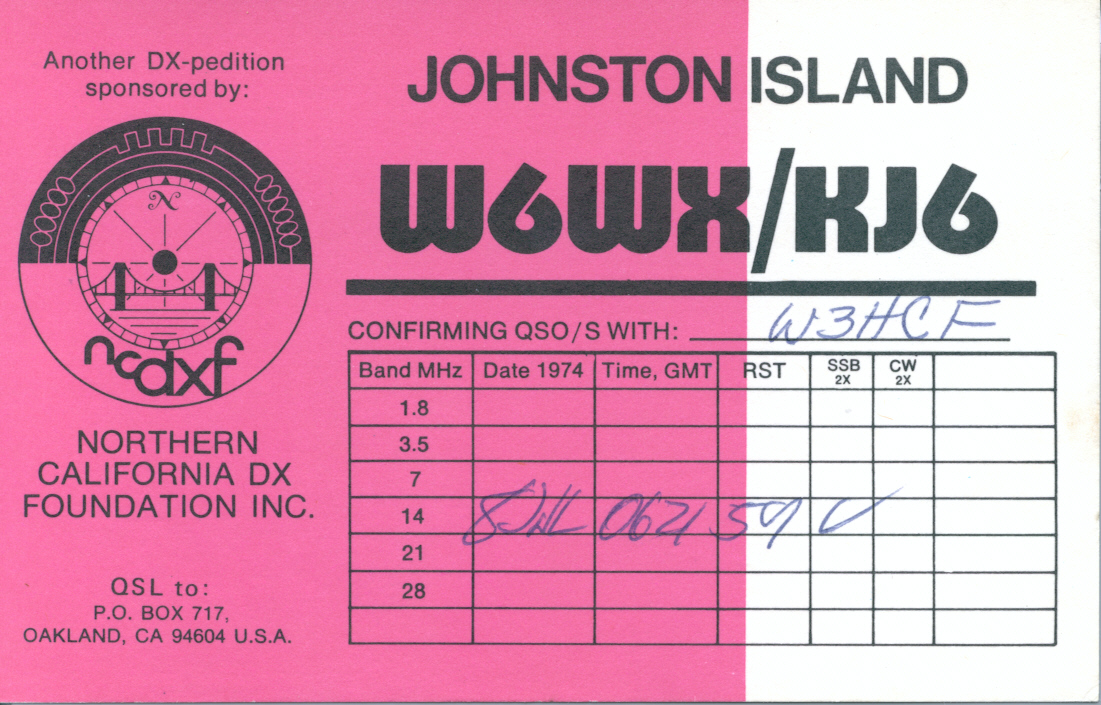 Another DX-pedition
sponsored by:
N
ncdxf
NORTHERN
CALIFORNIA DX
FOUNDATION INC.
QSL to:
P.O. BOX 717,
OAKLAND, CA 94604 U.S.A.
JOHNSTON ISLAND
W6WX/KJ6
CONFIRMING QSO/S WITH: W3HCF
Band MHz Date 1974 Time, GMT RST SSB 2X CW 2X
1.8
3.5
7
14 8 JUL 0621 59 ✓
21
28